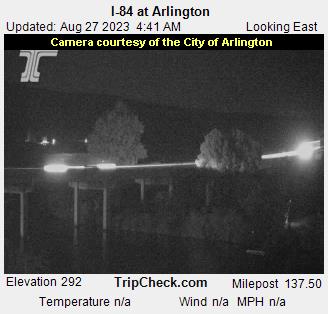 I-84 at Arlington
Updated: Aug 27 2023 4:41 AM Looking East
Camera courtesy of the City of Arlington
Elevation 292 TripCheck.com Milepost 137.50
Temperature n/a Wind n/a MPH n/a